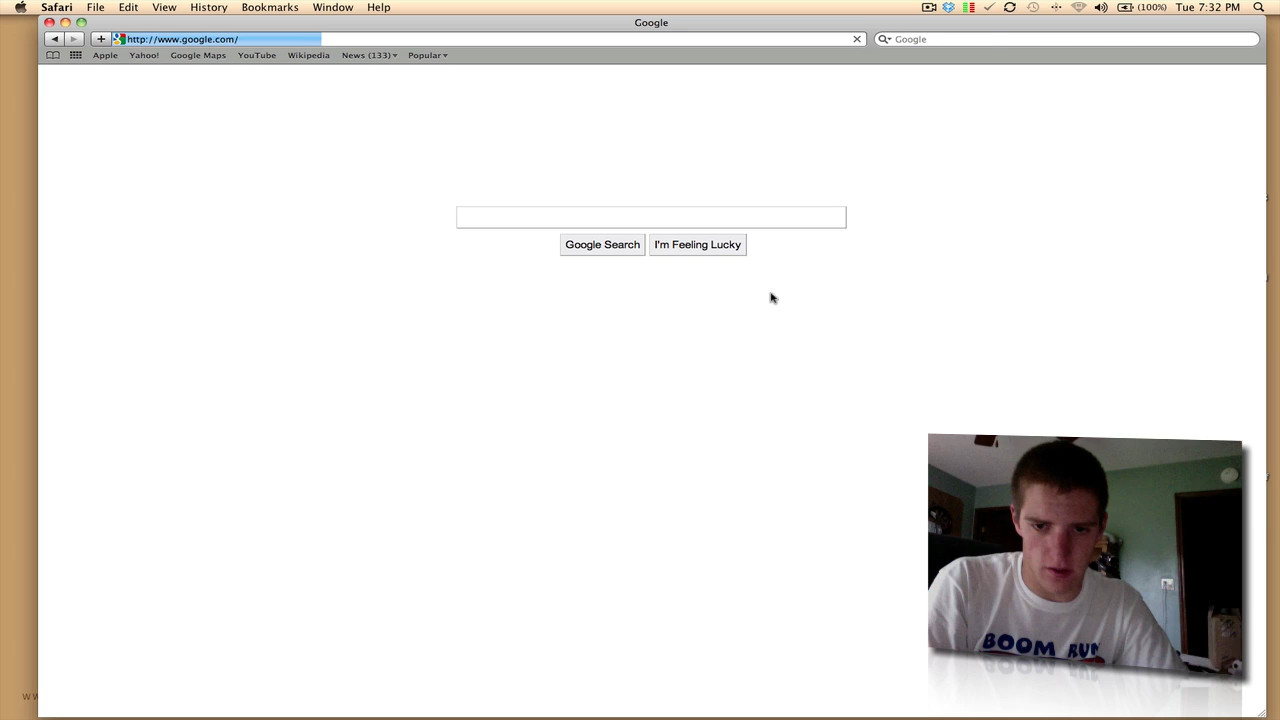 Safari File Edit View History Bookmarks Window Help (100%) Tue 7:32 PM
Google
http://www.google.com/ Google
Apple Yahoo! Google Maps YouTube Wikipedia News (133) Popular
Google Search I'm Feeling Lucky
BOOM RUN